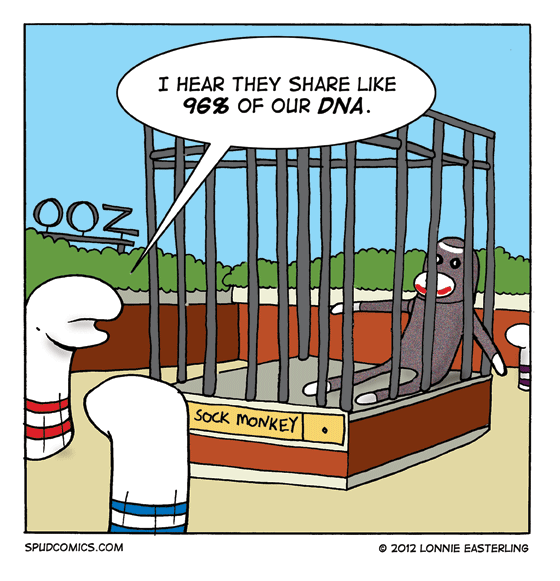 I HEAR THEY SHARE LIKE
96% OF OUR DNA.
OOZ
SOCK MONKEY
SPUDCOMICS.COM
© 2012 LONNIE EASTERLING